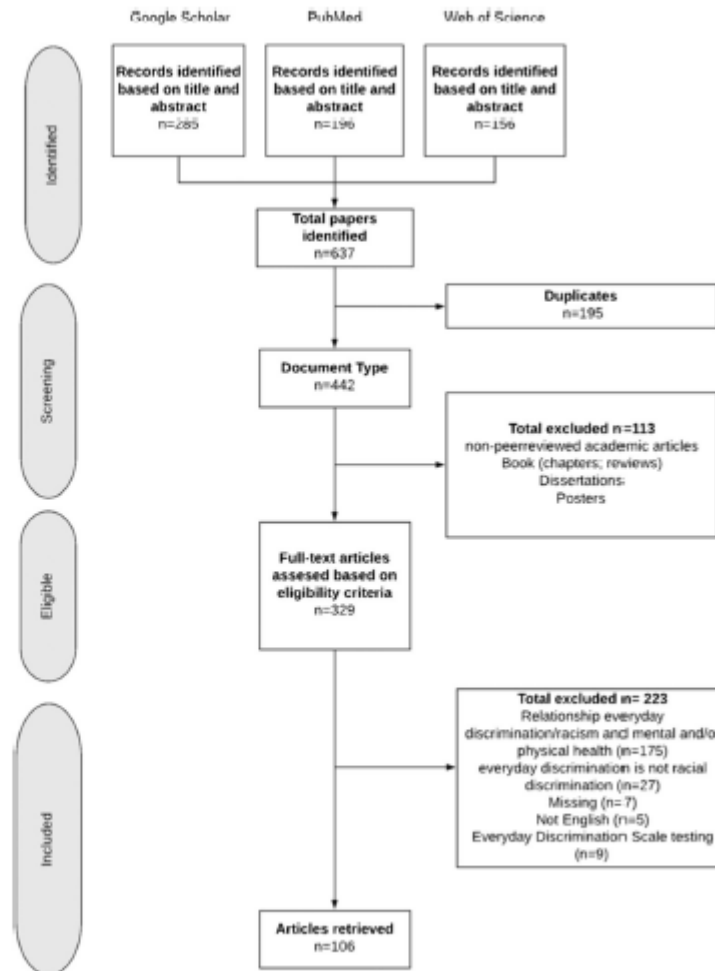 Google Scholar
PubMed
Web of Science
Identified
Records identified
based on title and
abstract
n=285
Records identified
based on title and
abstract
n=196
Records identified
based on title and
abstract
n=156
Total papers
identified
n=637
Screening
Duplicates
n=195
Document Type
n=442
Total excluded n=113
non-peerreviewed academic articles
Book (chapters; reviews)
Dissertations
Posters
Eligible
Full-text articles
assesed based on
eligibility criteria
n=329
Included
Total excluded n= 223
Relationship everyday
discrimination/racism and mental and/o
physical health (n=175)
everyday discrimination is not racial
discrimination (n=27)
Missing (n= 7)
Not English (n=5)
Everyday Discrimination Scale testing
(n=9)
Articles retrieved
n=106